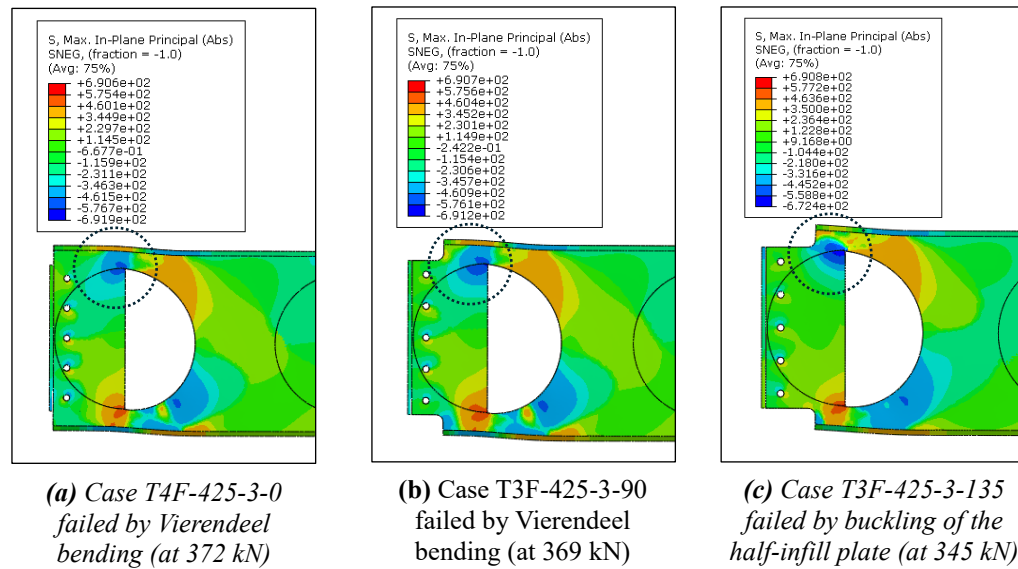 S, Max. In-Plane Principal (Abs)
SNEG, (fraction = -1.0)
(Avg: 75%)
+6.906e+02
+5.754e+02
+4.601e+02
+3.449e+02
+2.297e+02
+1.145e+02
-6.677e-01
-1.159e+02
-2.311e+02
-3.463e+02
-4.615e+02
-5.767e+02
-6.919e+02
(a) Case T4F-425-3-0
failed by Vierendeel
bending (at 372 kN)
S, Max. In-Plane Principal (Abs)
SNEG, (fraction = -1.0)
(Avg: 75%)
+6.907e+02
+5.756e+02
+4.604e+02
+3.452e+02
+2.301e+02
+1.149e+02
-2.422e-01
-1.154e+02
-2.306e+02
-3.457e+02
-4.609e+02
-5.761e+02
-6.912e+02
(b) Case T3F-425-3-90
failed by Vierendeel
bending (at 369 kN)
S, Max. In-Plane Principal (Abs)
SNEG, (fraction = -1.0)
(Avg: 75%)
+6.908e+02
+5.772e+02
+4.636e+02
+3.500e+02
+2.364e+02
+1.228e+02
+9.168e+00
-1.044e+02
-2.180e+02
-3.316e+02
-4.452e+02
-5.588e+02
-6.724e+02
(c) Case T3F-425-3-135
failed by buckling of the
half-infill plate (at 345 kN)